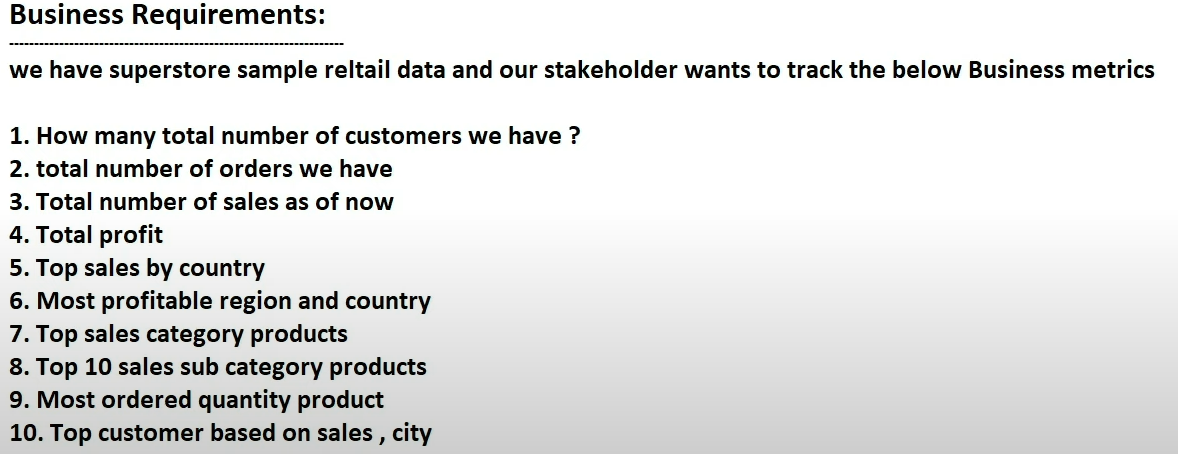 Business Requirements:
-------------------------------------------------------------------
we have superstore sample reltail data and our stakeholder wants to track the below Business metrics
1. How many total number of customers we have ?
2. total number of orders we have
3. Total number of sales as of now
4. Total profit
5. Top sales by country
6. Most profitable region and country
7. Top sales category products
8. Top 10 sales sub category products
9. Most ordered quantity product
10. Top customer based on sales , city